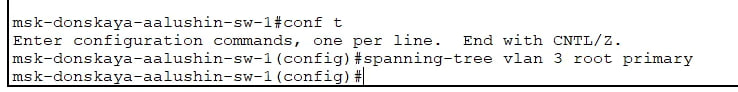 msk-donskaya-aalushin-sw-1#conf t
Enter configuration commands, one per line.  End with CNTL/Z.
msk-donskaya-aalushin-sw-1(config)#spanning-tree vlan 3 root primary
msk-donskaya-aalushin-sw-1(config)#